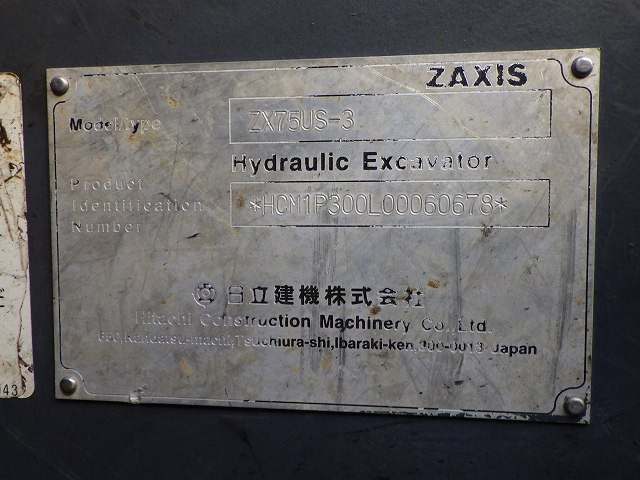 ZAXIS
Model/type
ZX75US-3
Hydraulic Excavator
Product
Identification
Number
*HCM1P300L00060678*
日立建機株式会社
Hitachi Construction Machinery Co., Ltd.
650,Kandatsu-machi,Tsuchiura-shi,Ibaraki-ken,300-0013 Japan
43